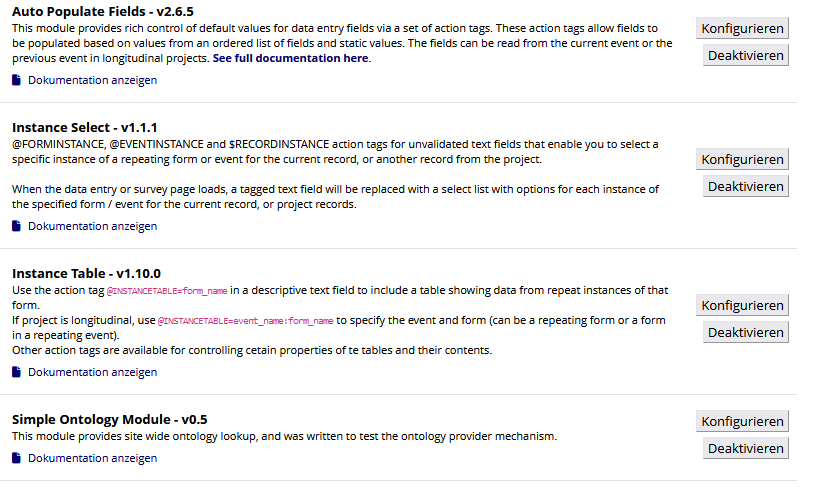 Auto Populate Fields - v2.6.5
This module provides rich control of default values for data entry fields via a set of action tags. These action tags allow fields to
be populated based on values from an ordered list of fields and static values. The fields can be read from the current event or the
previous event in longitudinal projects. See full documentation here.
Dokumentation anzeigen
Konfigurieren
Deaktivieren
Instance Select - v1.1.1
@FORMINSTANCE, @EVENTINSTANCE and $RECORDINSTANCE action tags for unvalidated text fields that enable you to select a
specific instance of a repeating form or event for the current record, or another record from the project.
When the data entry or survey page loads, a tagged text field will be replaced with a select list with options for each instance of
the specified form / event for the current record, or project records.
Dokumentation anzeigen
Konfigurieren
Deaktivieren
Instance Table - v1.10.0
Use the action tag @INSTANCETABLE=form_name in a descriptive text field to include a table showing data from repeat instances of that
form.
If project is longitudinal, use @INSTANCETABLE=event_name:form_name to specify the event and form (can be a repeating form or a form
in a repeating event).
Other action tags are available for controlling cetain properties of te tables and their contents.
Dokumentation anzeigen
Konfigurieren
Deaktivieren
Simple Ontology Module - v0.5
This module provides site wide ontology lookup, and was written to test the ontology provider mechanism.
Dokumentation anzeigen
Konfigurieren
Deaktivieren